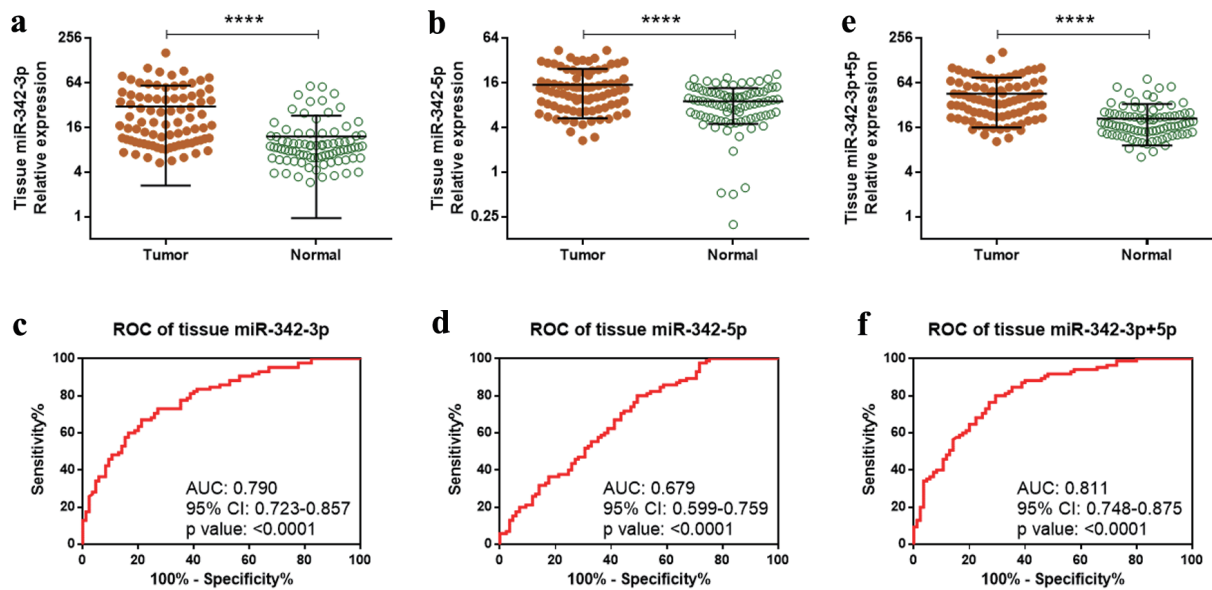 a
****
256
64
16
4
1
Tissue miR-342-3p
Relative expression
Tumor
Normal
b
****
64
16
4
1
0.25
Tissue miR-342-5p
Relative expression
Tumor
Normal
e
****
256
64
16
4
1
Tissue miR-342-3p+5p
Relative expression
Tumor
Normal
c
ROC of tissue miR-342-3p
100
80
60
40
20
0
Sensitivity%
AUC: 0.790
95% CI: 0.723-0.857
p value: <0.0001
0 20 40 60 80 100
100% - Specificity%
d
ROC of tissue miR-342-5p
100
80
60
40
20
0
Sensitivity%
AUC: 0.679
95% CI: 0.599-0.759
p value: <0.0001
0 20 40 60 80 100
100% - Specificity%
f
ROC of tissue miR-342-3p+5p
100
80
60
40
20
0
Sensitivity%
AUC: 0.811
95% CI: 0.748-0.875
p value: <0.0001
0 20 40 60 80 100
100% - Specificity%